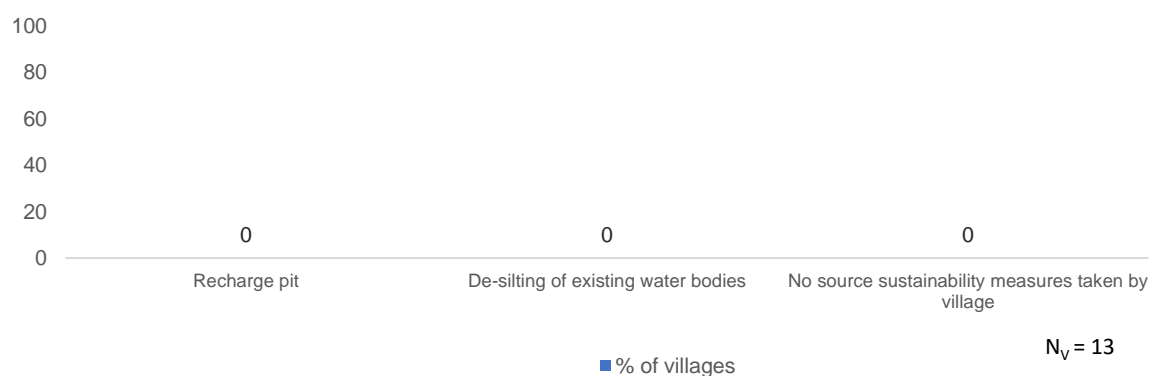 100
80
60
40
20
0
0 0 0
Recharge pit
De-silting of existing water bodies
No source sustainability measures taken by
village
% of villages
Nᵥ = 13